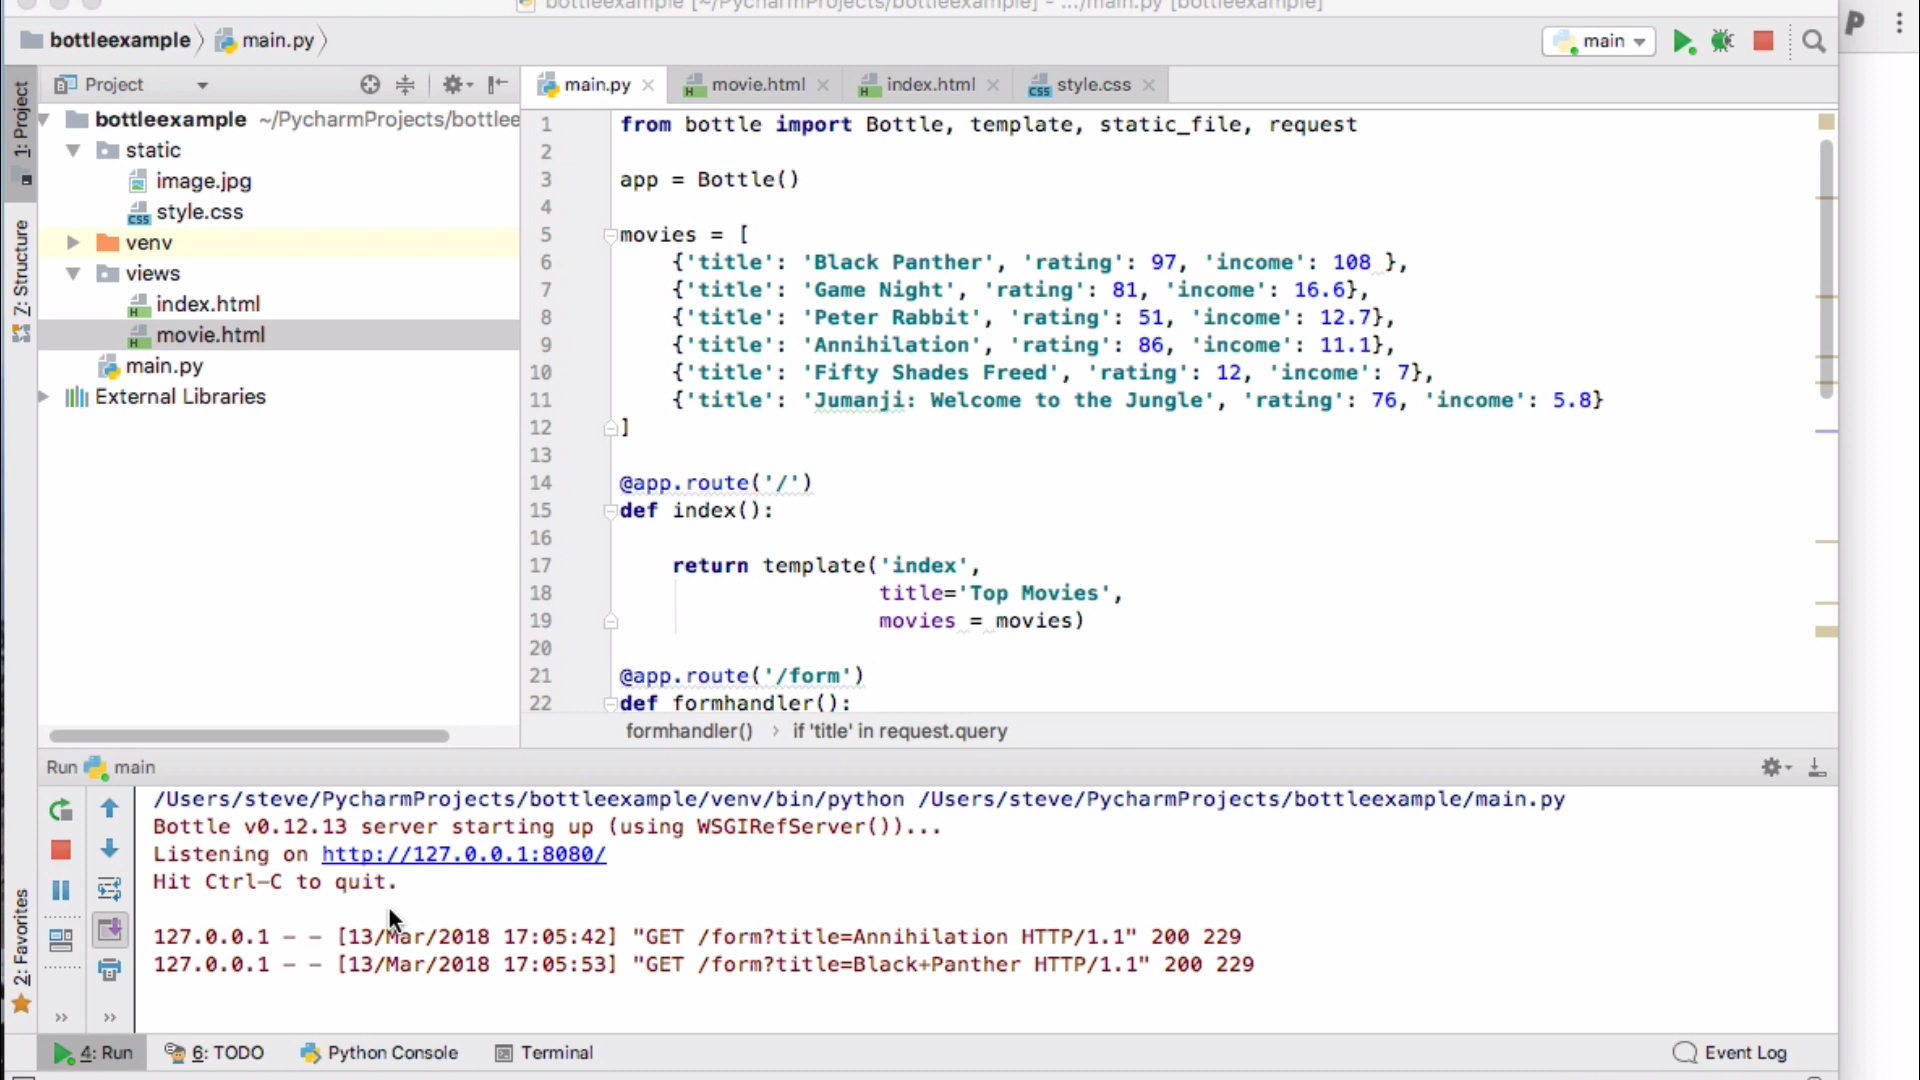 bottleexample [~/PycharmProjects/bottleexample] - .../main.py [bottleexample]
bottleexample main.py
main
P
1: Project
Z: Structure
2: Favorites
Project
bottleexample ~/PycharmProjects/bottlee
static
image.jpg
style.css
venv
views
index.html
movie.html
main.py
External Libraries
main.py movie.html index.html style.css
1 from bottle import Bottle, template, static_file, request
2
3 app = Bottle()
4
5 movies = [
6 {'title': 'Black Panther', 'rating': 97, 'income': 108 },
7 {'title': 'Game Night', 'rating': 81, 'income': 16.6},
8 {'title': 'Peter Rabbit', 'rating': 51, 'income': 12.7},
9 {'title': 'Annihilation', 'rating': 86, 'income': 11.1},
10 {'title': 'Fifty Shades Freed', 'rating': 12, 'income': 7},
11 {'title': 'Jumanji: Welcome to the Jungle', 'rating': 76, 'income': 5.8}
12 ]
13
14 @app.route('/')
15 def index():
16
17 return template('index',
18 title='Top Movies',
19 movies = movies)
20
21 @app.route('/form')
22 def formhandler():
formhandler() › if 'title' in request.query
Run main
/Users/steve/PycharmProjects/bottleexample/venv/bin/python /Users/steve/PycharmProjects/bottleexample/main.py
Bottle v0.12.13 server starting up (using WSGIRefServer())...
Listening on http://127.0.0.1:8080/
Hit Ctrl-C to quit.
127.0.0.1 - - [13/Mar/2018 17:05:42] "GET /form?title=Annihilation HTTP/1.1" 200 229
127.0.0.1 - - [13/Mar/2018 17:05:53] "GET /form?title=Black+Panther HTTP/1.1" 200 229
4: Run 6: TODO Python Console Terminal Event Log